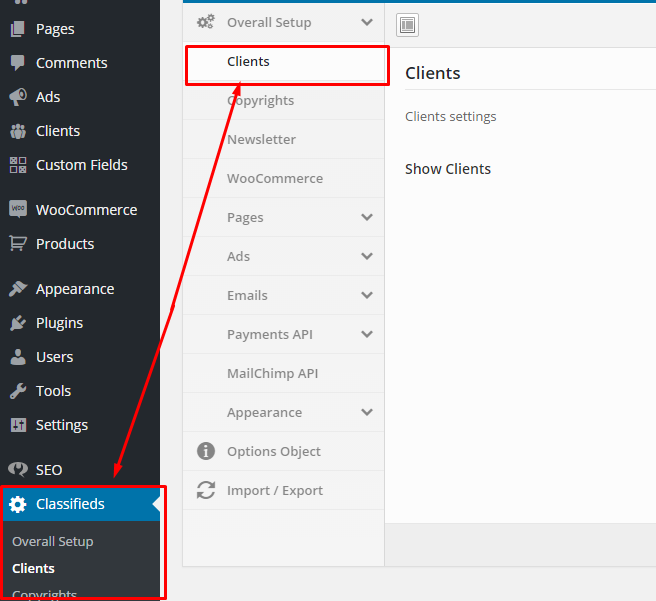 Pages
Comments
Ads
Clients
Custom Fields
WOO
WooCommerce
Products
Appearance
Plugins
Users
Tools
Settings
SEO
Classifieds
Overall Setup
Clients
Copyrights
Overall Setup
Clients
Copyrights
Newsletter
WooCommerce
Pages
Ads
Emails
Payments API
MailChimp API
Appearance
Options Object
Import / Export
Clients
Clients settings
Show Clients